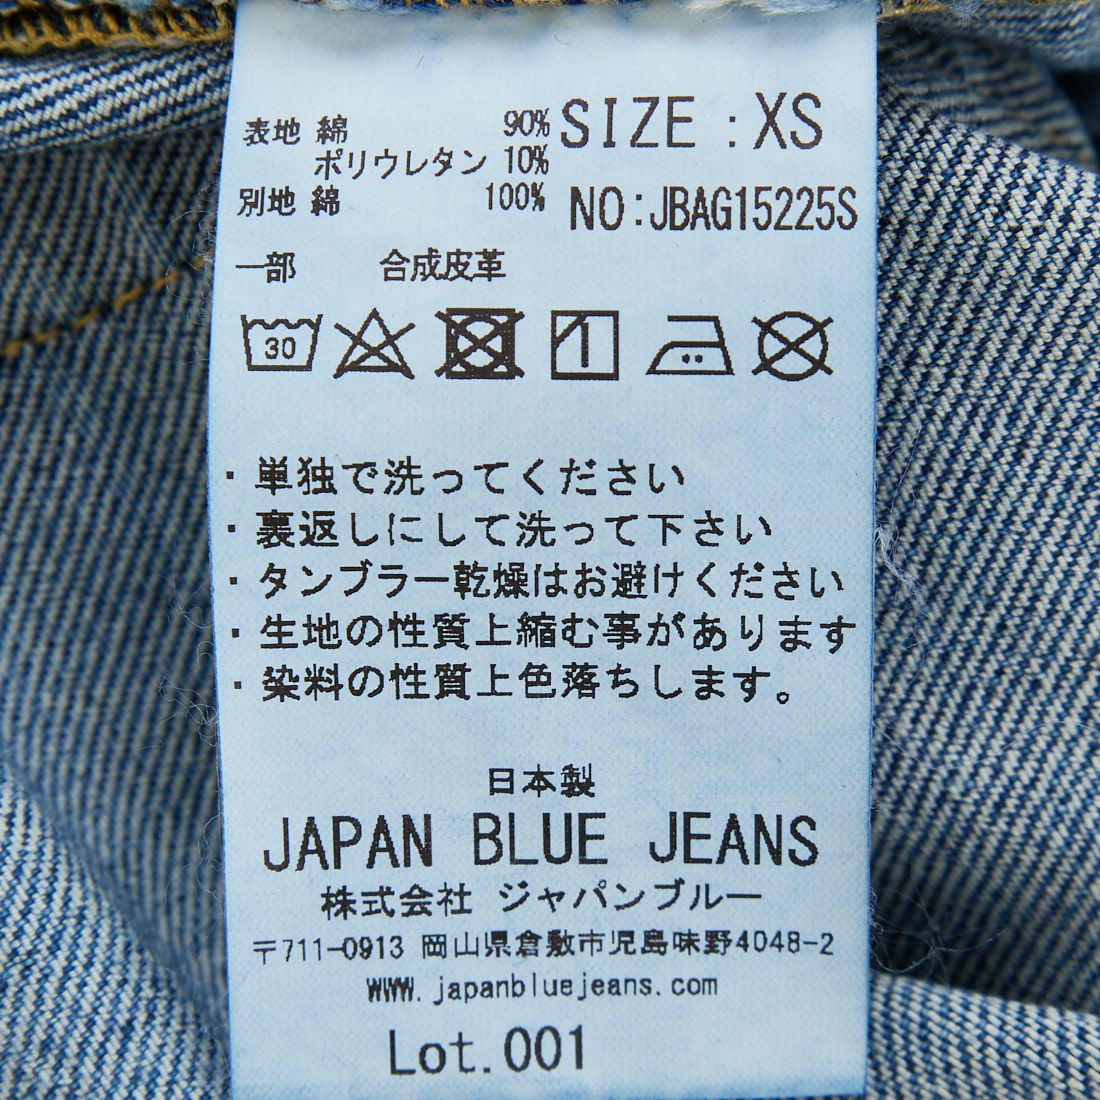 表地 綿 90% SIZE : XS
ポリウレタン 10%
別地 綿 100% NO:JBAG15225S
一部 合成皮革
30 1
・単独で洗ってください
・裏返しにして洗って下さい
・タンブラー乾燥はお避けください
・生地の性質上縮む事があります
・染料の性質上色落ちします。
日本製
JAPAN BLUE JEANS
株式会社 ジャパンブルー
〒711-0913 岡山県倉敷市児島味野4048-2
www.japanbluejeans.com
Lot.001